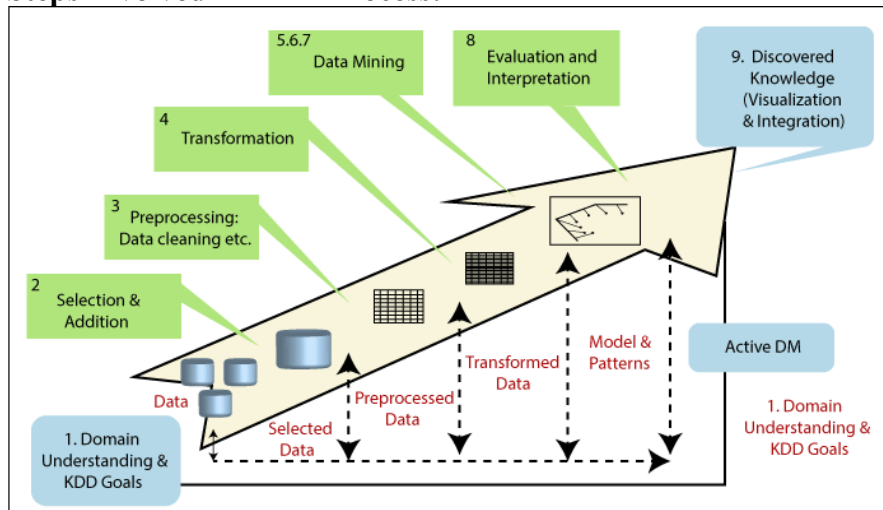 5.6.7
Data Mining
8
Evaluation and
Interpretation
9. Discovered
Knowledge
(Visualization
& Integration)
4
Transformation
3
Preprocessing:
Data cleaning etc.
2
Selection &
Addition
Data
Selected
Data
Preprocessed
Data
Transformed
Data
Model &
Patterns
Active DM
1. Domain
Understanding &
KDD Goals
1. Domain
Understanding &
KDD Goals